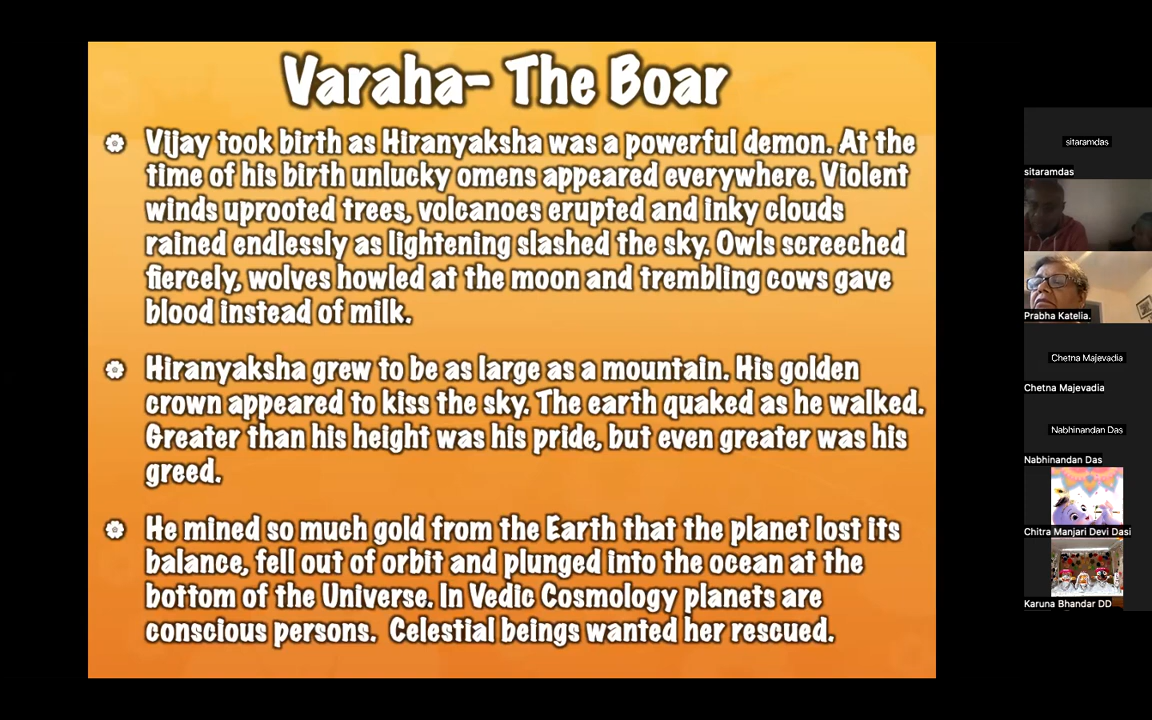 Varaha- The Boar
Vijay took birth as Hiranyaksha was a powerful demon. At the
time of his birth unlucky omens appeared everywhere. Violent
winds uprooted trees, volcanoes erupted and inky clouds
rained endlessly as lightening slashed the sky. Owls screeched
fiercely, wolves howled at the moon and trembling cows gave
blood instead of milk.
Hiranyaksha grew to be as large as a mountain. His golden
crown appeared to kiss the sky. The earth quaked as he walked.
Greater than his height was his pride, but even greater was his
greed.
He mined so much gold from the Earth that the planet lost its
balance, fell out of orbit and plunged into the ocean at the
bottom of the Universe. In Vedic Cosmology planets are
conscious persons. Celestial beings wanted her rescued.
sitaramdas
sitaramdas
Prabha Katelia.
Chetna Majevadia
Chetna Majevadia
Nabhinandan Das
Nabhinandan Das
Chitra Manjari Devi Dasi
Karuna Bhandar DD